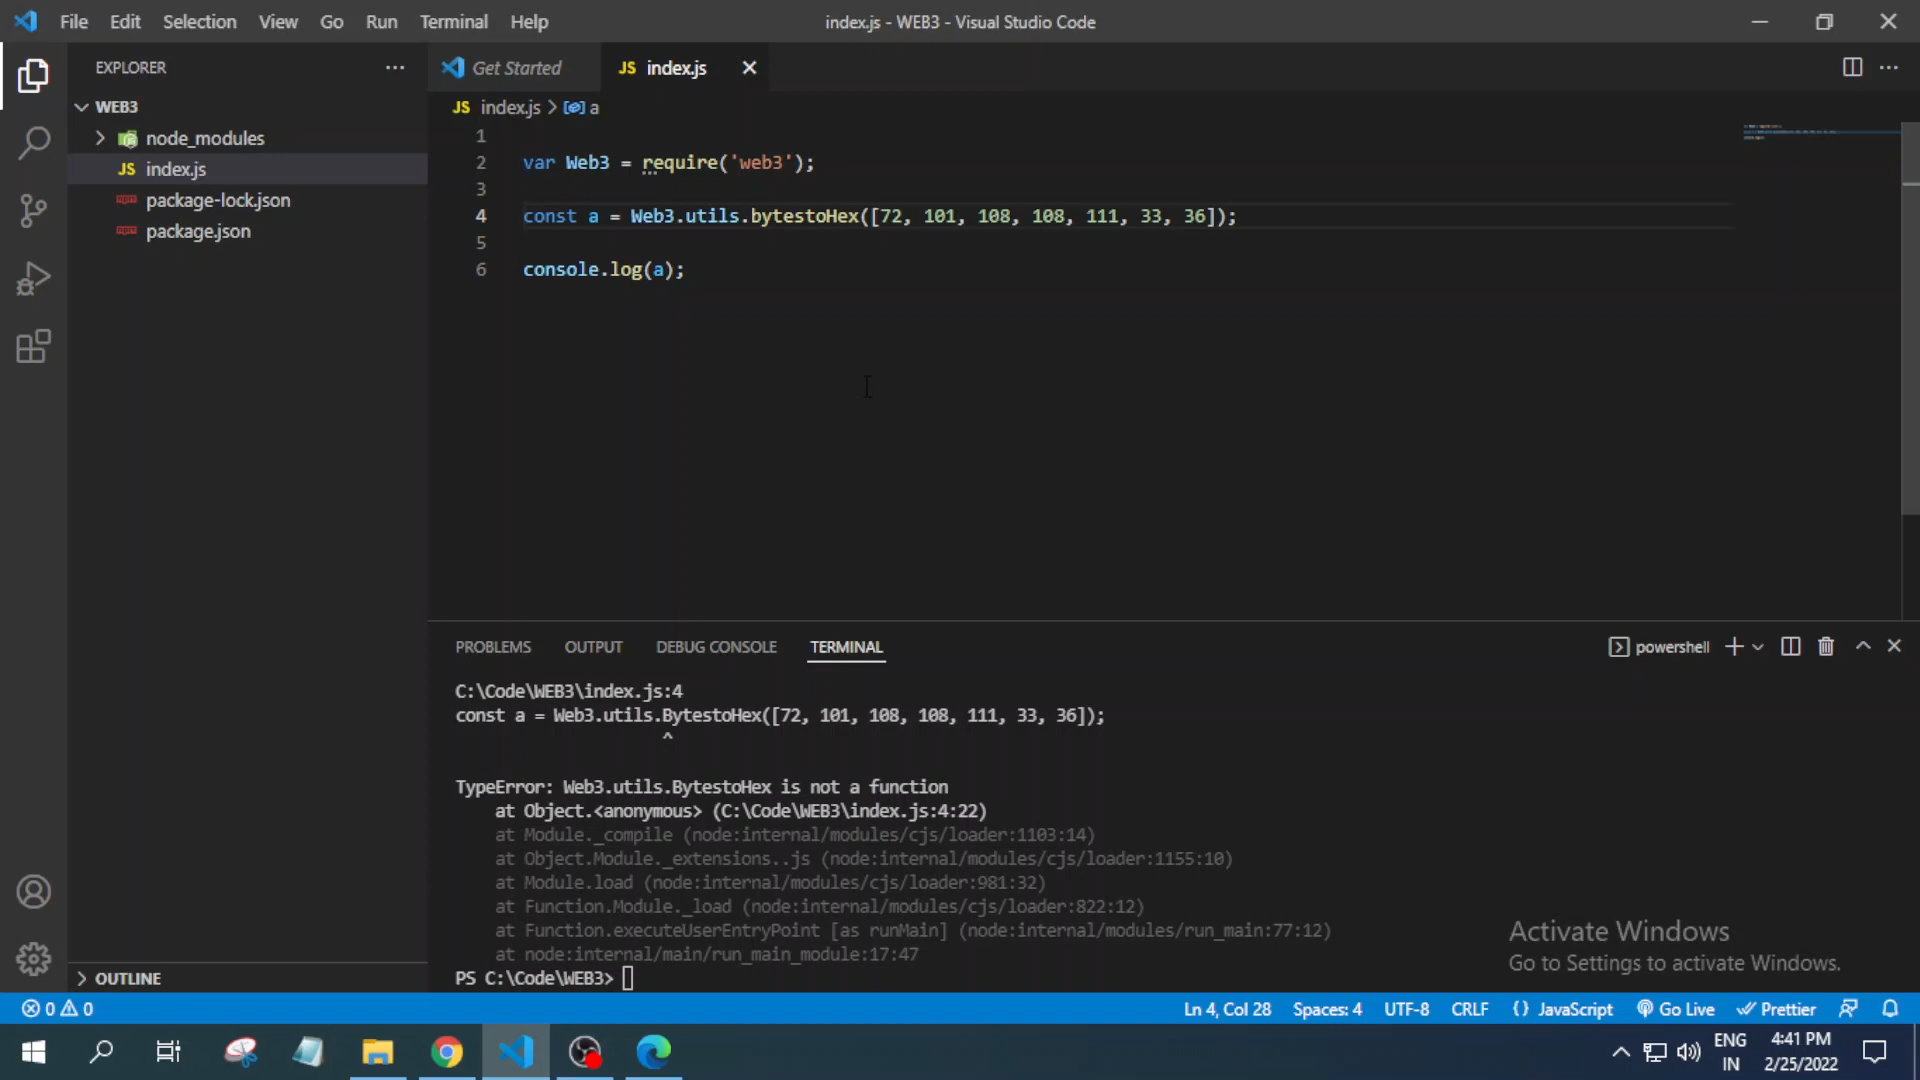 File Edit Selection View Go Run Terminal Help
index.js - WEB3 - Visual Studio Code
EXPLORER
WEB3
node_modules
JS index.js
package-lock.json
package.json
OUTLINE
Get Started
JS index.js
JS index.js > a
1
2 var Web3 = require('web3');
3
4 const a = Web3.utils.bytestoHex([72, 101, 108, 108, 111, 33, 36]);
5
6 console.log(a);
PROBLEMS OUTPUT DEBUG CONSOLE TERMINAL
powershell
C:\Code\WEB3\index.js:4
const a = Web3.utils.BytestoHex([72, 101, 108, 108, 111, 33, 36]);
^
TypeError: Web3.utils.BytestoHex is not a function
at Object.<anonymous> (C:\Code\WEB3\index.js:4:22)
at Module._compile (node:internal/modules/cjs/loader:1103:14)
at Object.Module._extensions..js (node:internal/modules/cjs/loader:1155:10)
at Module.load (node:internal/modules/cjs/loader:981:32)
at Function.Module._load (node:internal/modules/cjs/loader:822:12)
at Function.executeUserEntryPoint [as runMain] (node:internal/modules/run_main:77:12)
at node:internal/main/run_main_module:17:47
PS C:\Code\WEB3>
Activate Windows
Go to Settings to activate Windows.
0 0
Ln 4, Col 28 Spaces: 4 UTF-8 CRLF {} JavaScript Go Live Prettier
ENG
IN
4:41 PM
2/25/2022